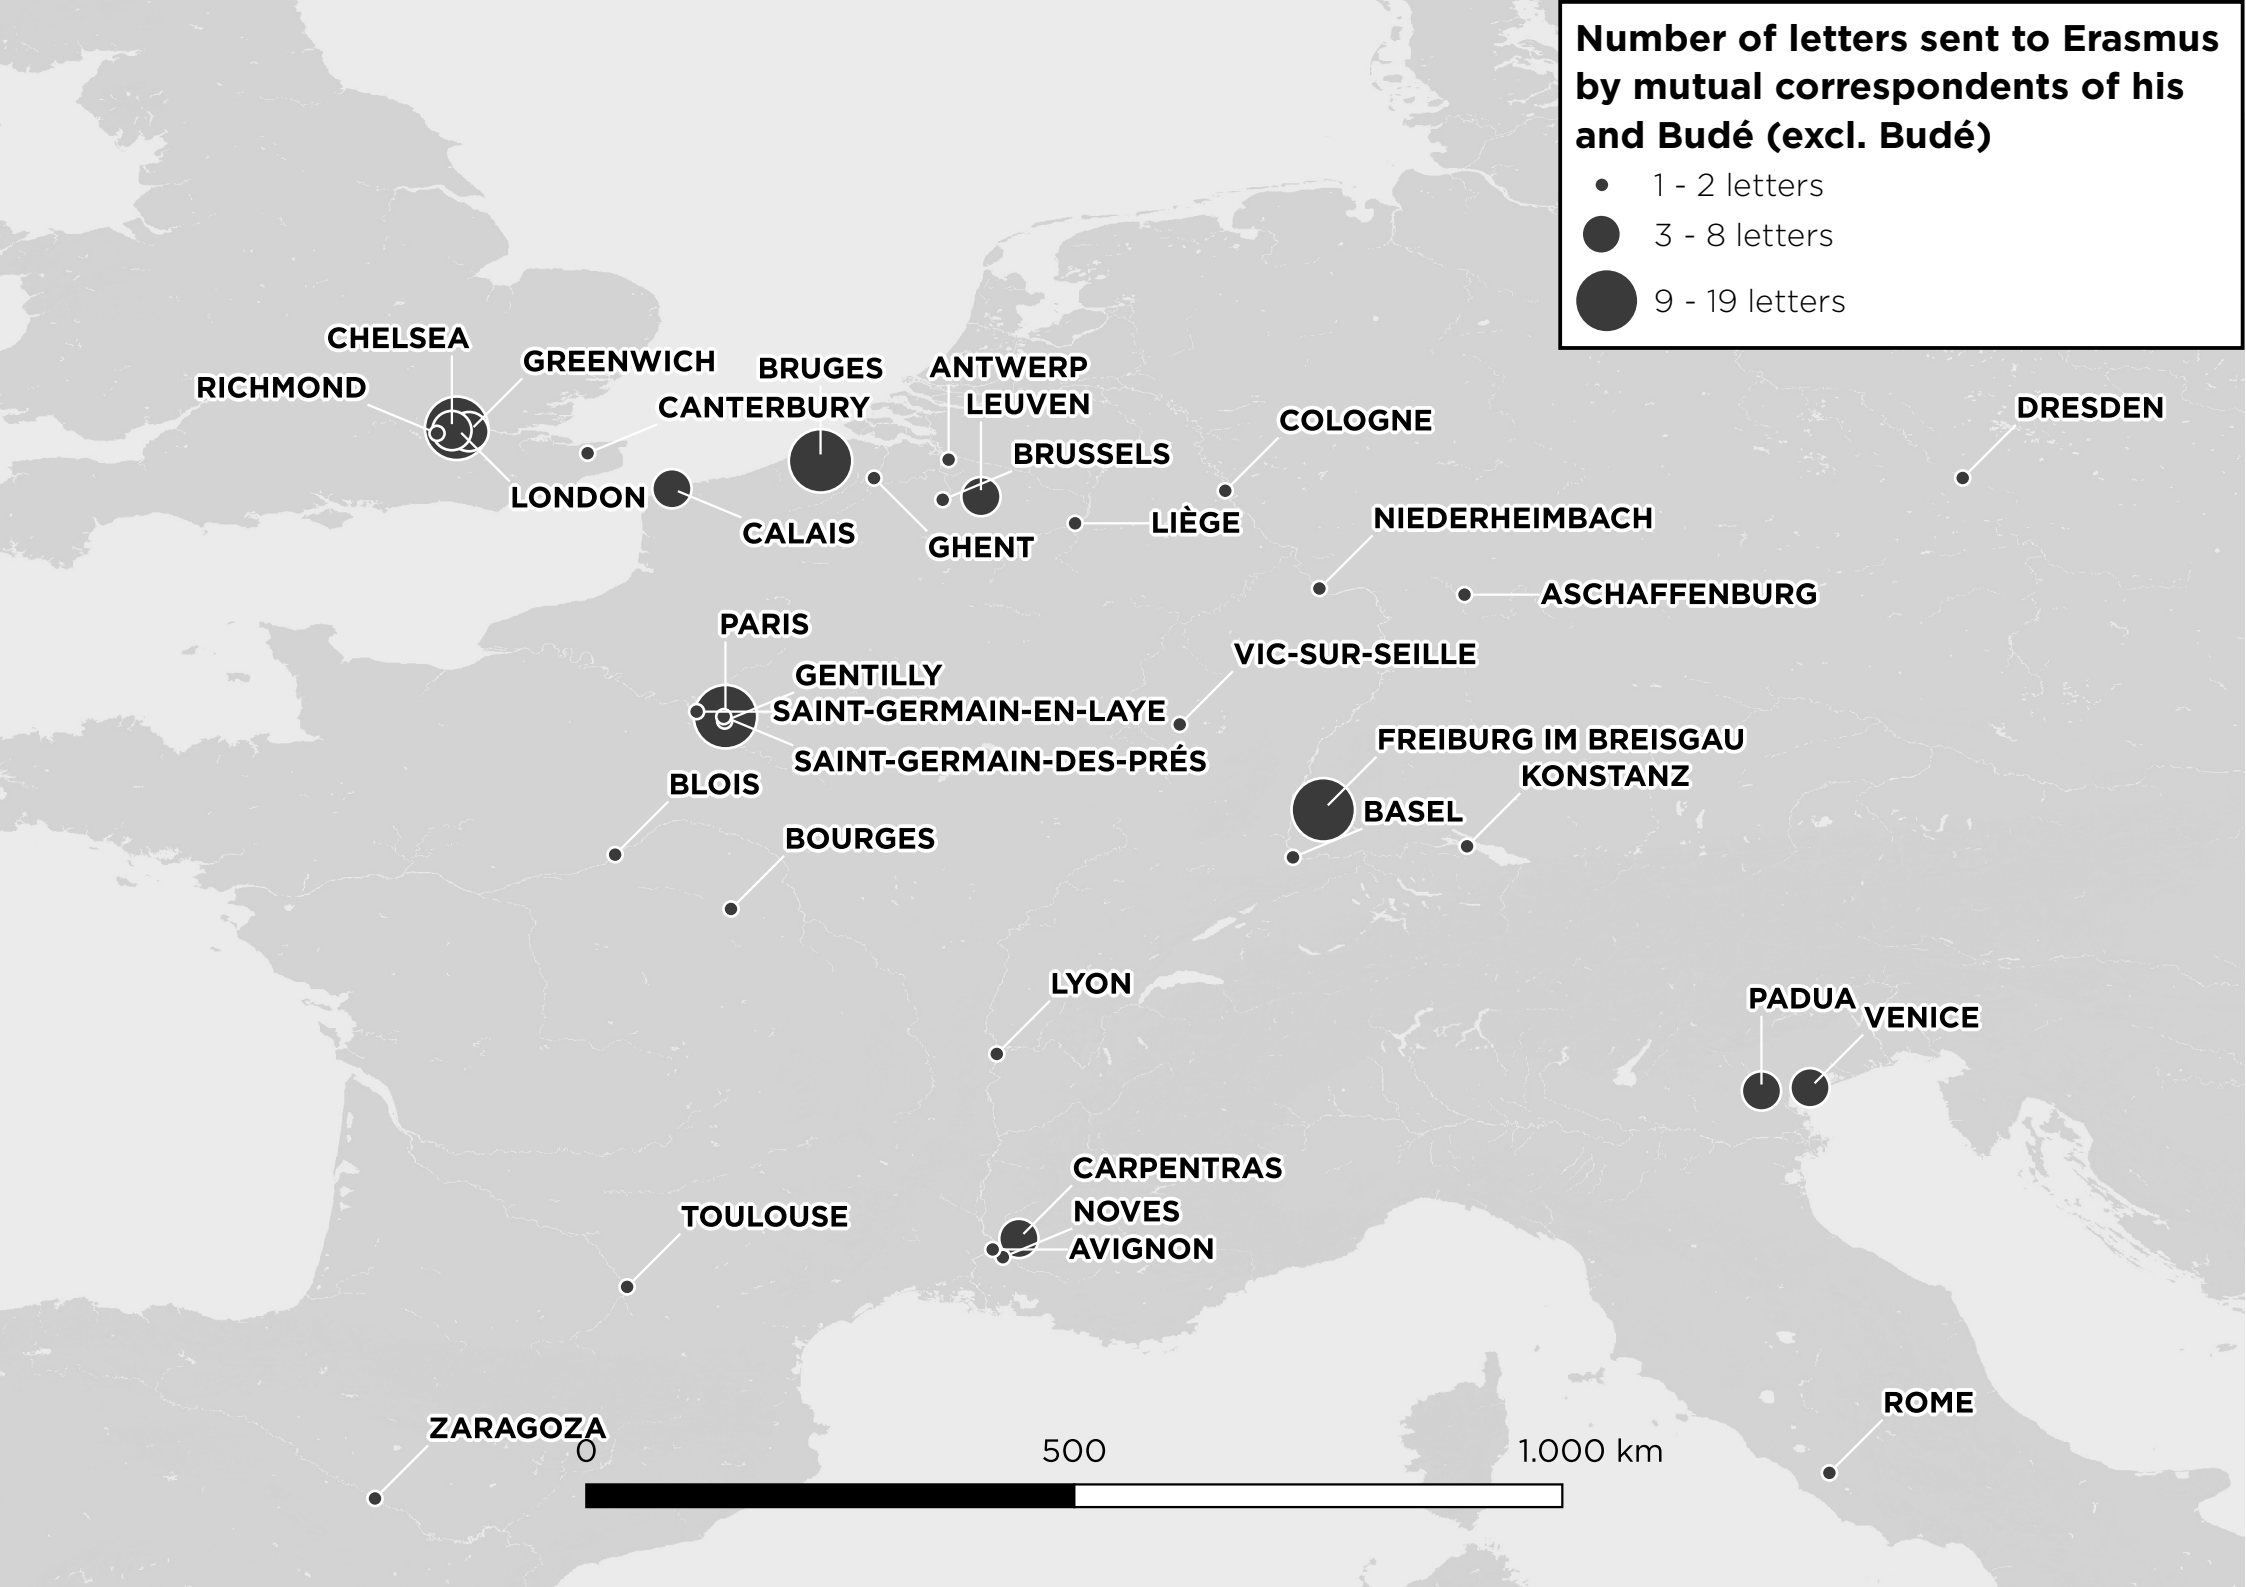 Number of letters sent to Erasmus
by mutual correspondents of his
and Budé (excl. Budé)
1 - 2 letters
3 - 8 letters
9 - 19 letters
CHELSEA
GREENWICH
RICHMOND
BRUGES
ANTWERP
CANTERBURY
LEUVEN
DRESDEN
COLOGNE
BRUSSELS
LONDON
LIÈGE
NIEDERHEIMBACH
CALAIS
GHENT
ASCHAFFENBURG
PARIS
VIC-SUR-SEILLE
GENTILLY
SAINT-GERMAIN-EN-LAYE
FREIBURG IM BREISGAU
SAINT-GERMAIN-DES-PRÉS
KONSTANZ
BLOIS
BASEL
BOURGES
LYON
PADUA
VENICE
CARPENTRAS
NOVES
TOULOUSE
AVIGNON
ROME
ZARAGOZA
0 500 1.000 km